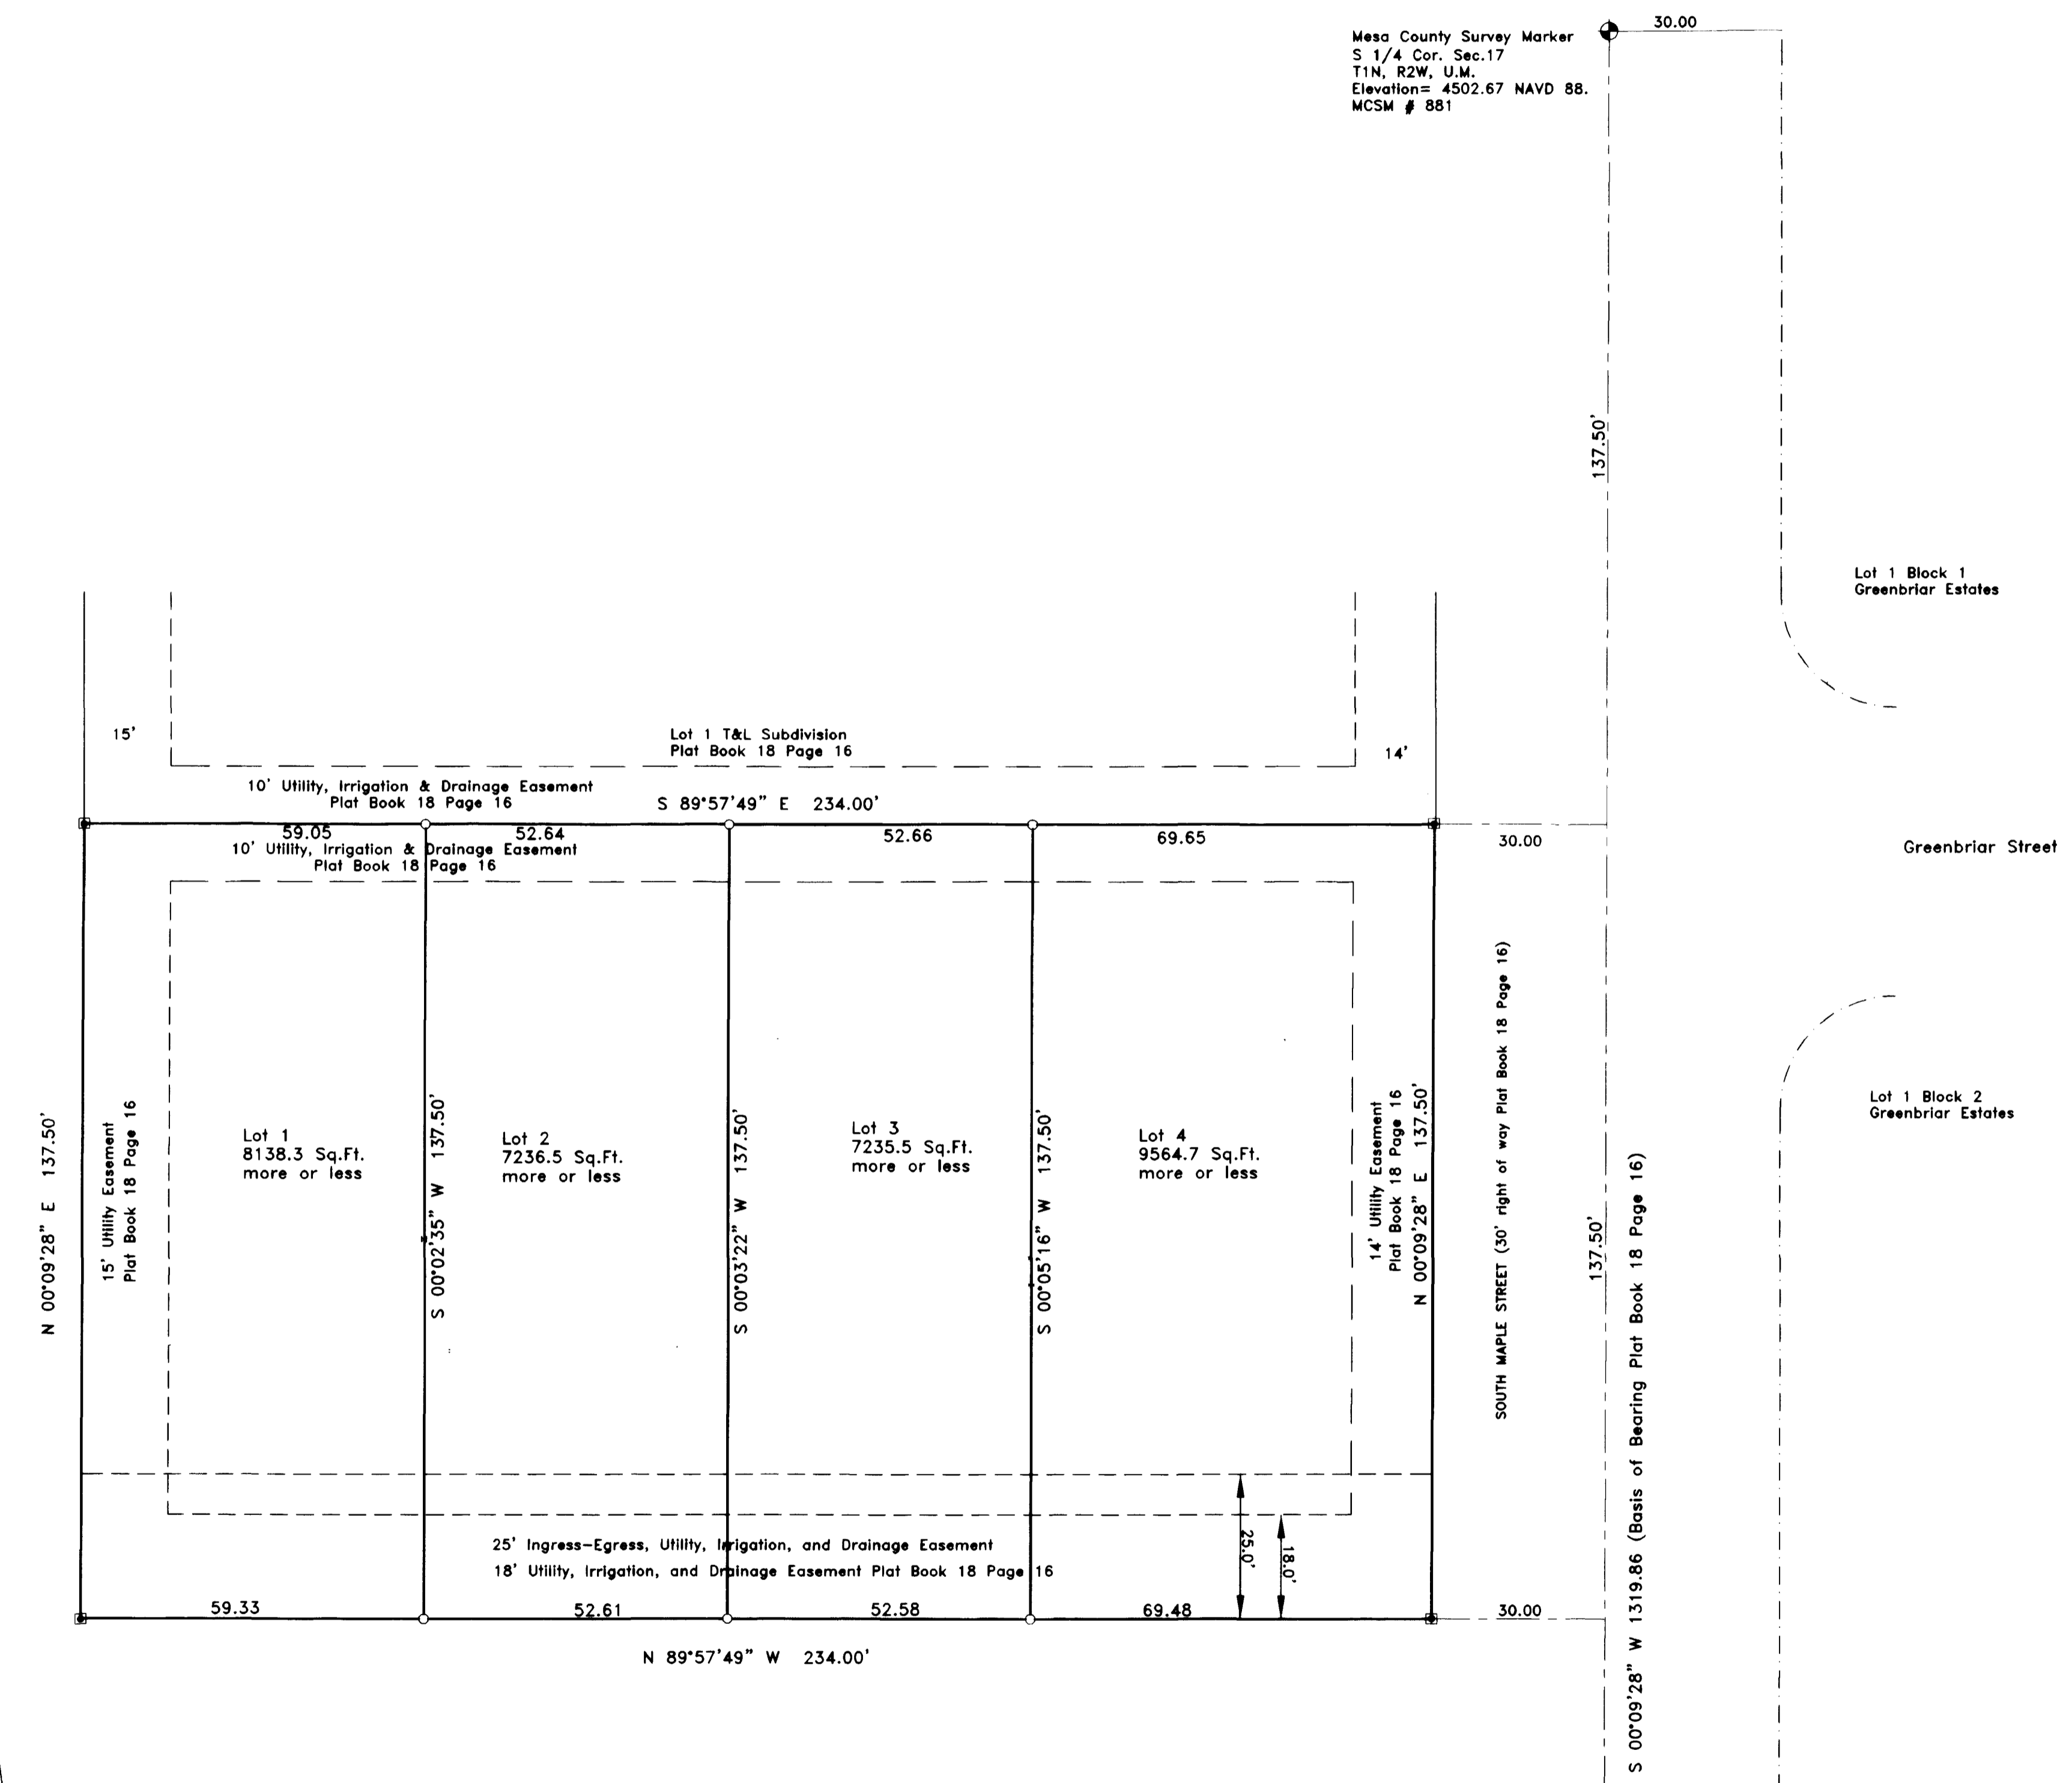 30.00
Mesa County Survey Marker
S 1/4 Cor. Sec.17
T1N, R2W, U.M.
Elevation= 4502.67 NAVD 88.
MCSM # 881
137.50'
Lot 1 Block 1
Greenbriar Estates
15'
Lot 1 T&L Subdivision
Plat Book 18 Page 16
14'
10' Utility, Irrigation & Drainage Easement
Plat Book 18 Page 16
S 89°57'49" E 234.00'
59.05
52.64
52.66
69.65
30.00
10' Utility, Irrigation & Drainage Easement
Plat Book 18 Page 16
Greenbriar Street
N 00°09'28" E 137.50'
15' Utility Easement
Plat Book 18 Page 16
Lot 1
8138.3 Sq.Ft.
more or less
S 00°02'35" W 137.50'
Lot 2
7236.5 Sq.Ft.
more or less
S 00°03'22" W 137.50'
Lot 3
7235.5 Sq.Ft.
more or less
S 00°05'16" W 137.50'
Lot 4
9564.7 Sq.Ft.
more or less
14' Utility Easement
Plat Book 18 Page 16
N 00°09'28" E 137.50'
SOUTH MAPLE STREET (30' right of way Plat Book 18 Page 16)
137.50'
S 00°09'28" W 1319.86 (Basis of Bearing Plat Book 18 Page 16)
Lot 1 Block 2
Greenbriar Estates
25' Ingress-Egress, Utility, Irrigation, and Drainage Easement
18' Utility, Irrigation, and Drainage Easement Plat Book 18 Page 16
25.0'
18.0'
59.33
52.61
52.58
69.48
30.00
N 89°57'49" W 234.00'